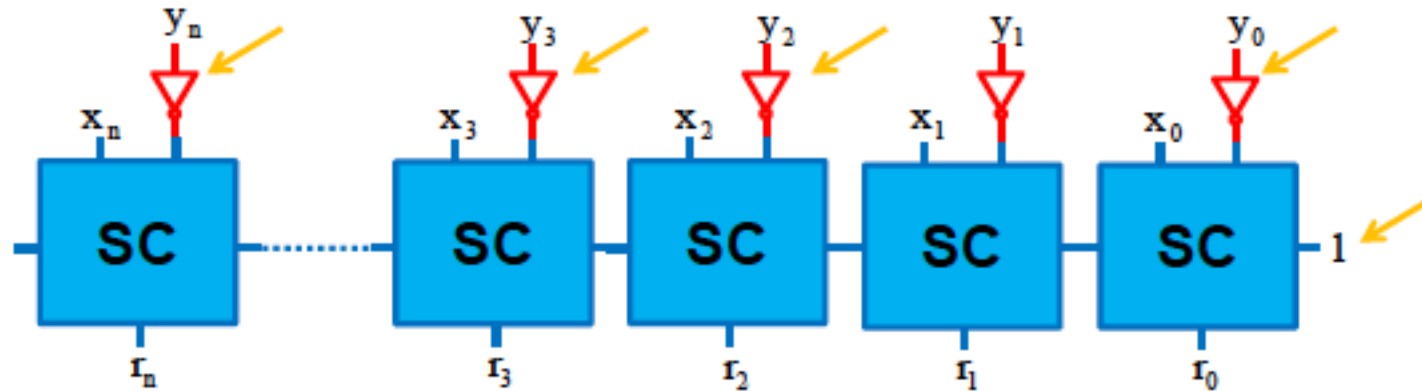 yₙ y₃ y₂ y₁ y₀
xₙ x₃ x₂ x₁ x₀
SC SC SC SC SC 1
rₙ r₃ r₂ r₁ r₀